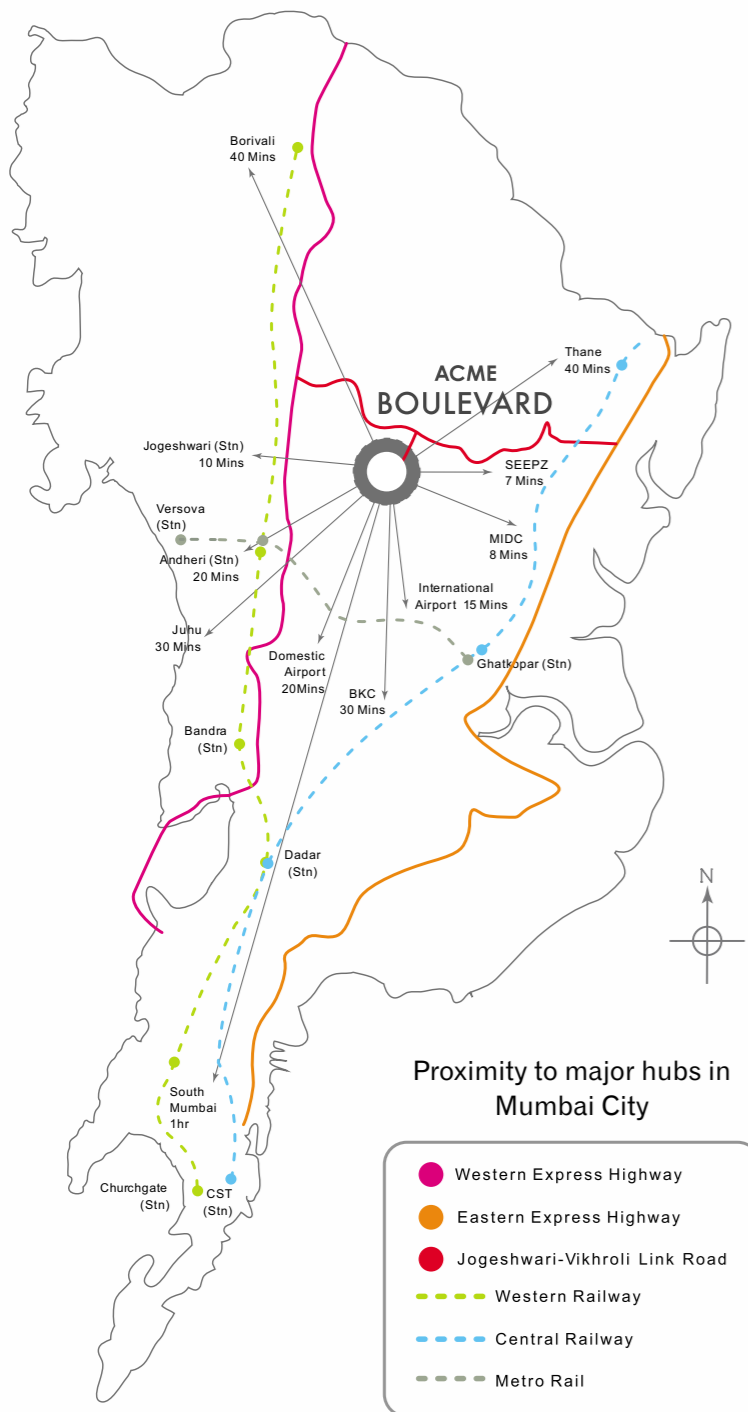 Borivali
40 Mins
Thane
40 Mins
ACME
BOULEVARD
Jogeshwari (Stn)
10 Mins
SEEPZ
7 Mins
Versova
(Stn)
MIDC
8 Mins
Andheri (Stn)
20 Mins
International
Airport 15 Mins
Juhu
30 Mins
Domestic
Airport
20Mins
Ghatkopar (Stn)
BKC
30 Mins
Bandra
(Stn)
Dadar
(Stn)
N
South
Mumbai
1hr
Churchgate
(Stn)
CST
(Stn)
Proximity to major hubs in
Mumbai City
Western Express Highway
Eastern Express Highway
Jogeshwari-Vikhroli Link Road
Western Railway
Central Railway
Metro Rail